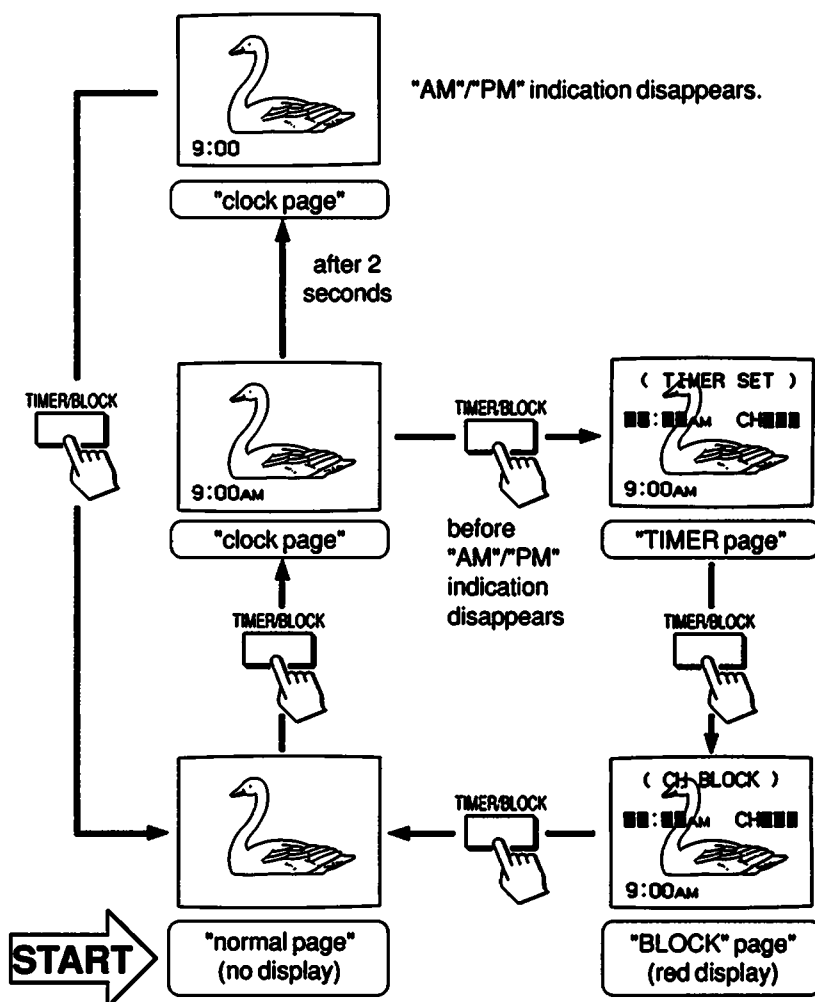 "AM"/"PM" indication disappears.
9:00
"clock page"
after 2
seconds
TIMER/BLOCK
9:00AM
"clock page"
TIMER/BLOCK
before
"AM"/"PM"
indication
disappears
( TIMER SET )
AM CH
9:00AM
"TIMER page"
TIMER/BLOCK
TIMER/BLOCK
( CH BLOCK )
AM CH
9:00AM
"BLOCK" page"
(red display)
TIMER/BLOCK
START
"normal page"
(no display)